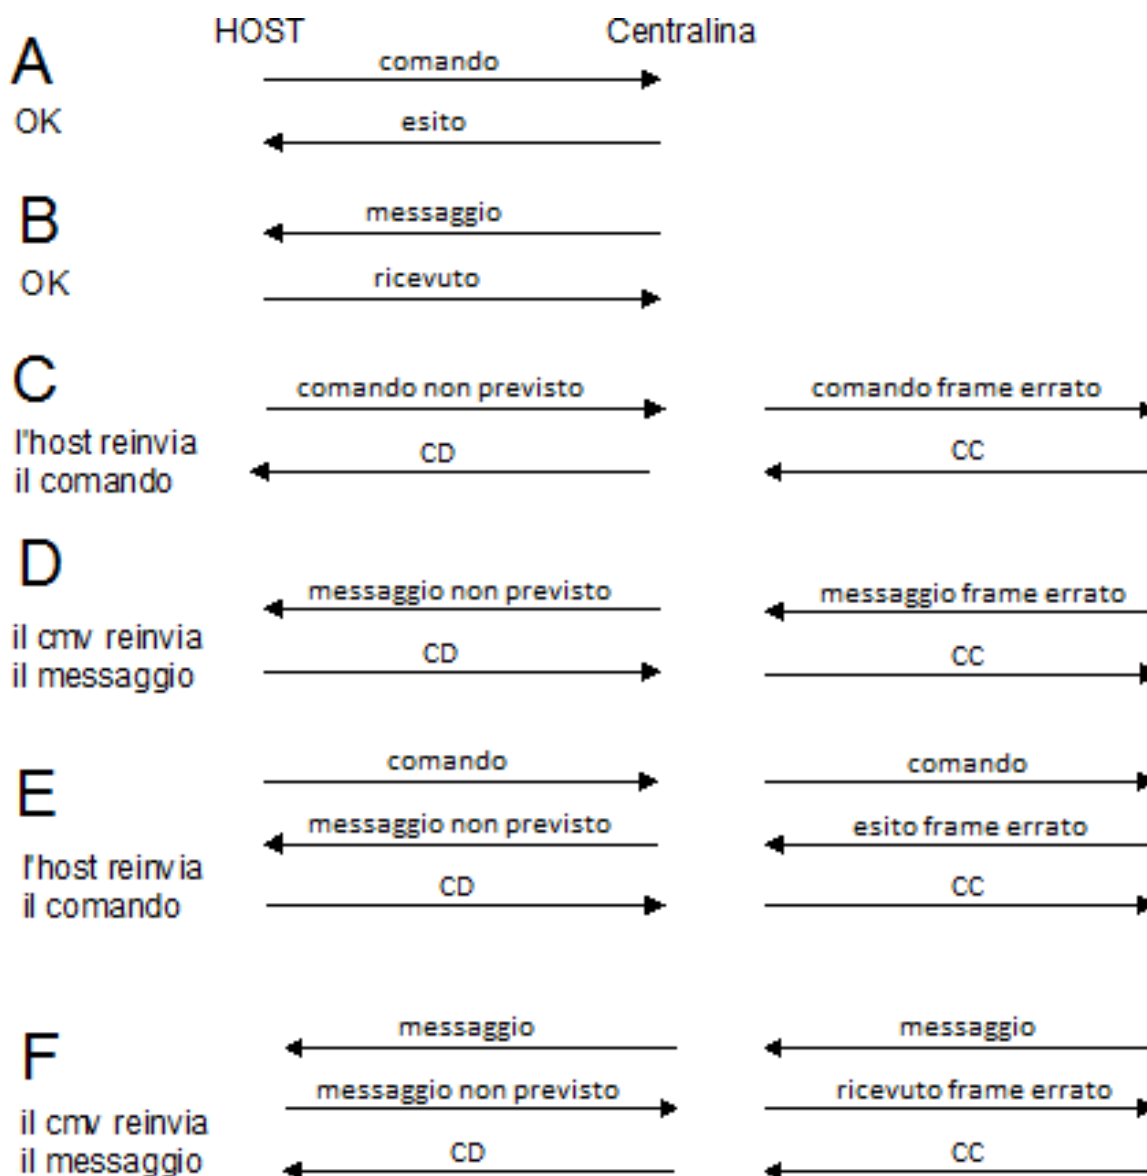 HOST Centralina
A
comando
OK
esito
B
messaggio
OK
ricevuto
C
comando non previsto comando frame errato
l'host reinvia
il comando
CD CC
D
messaggio non previsto messaggio frame errato
il cmv reinvia
il messaggio
CD CC
E
comando comando
messaggio non previsto esito frame errato
l'host reinvia
il comando
CD CC
F
messaggio messaggio
messaggio non previsto ricevuto frame errato
il cmv reinvia
il messaggio
CD CC